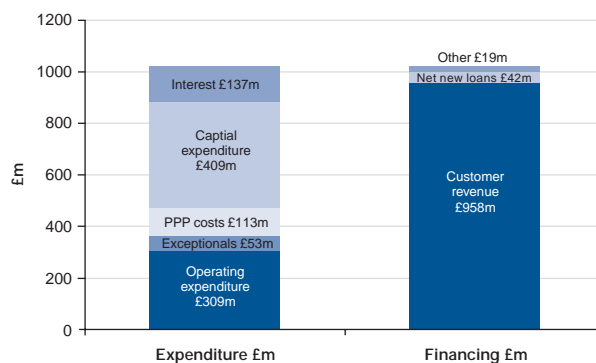 £m
1200
1000
800
600
400
200
0
Interest £137m
Captial
expenditure
£409m
PPP costs £113m
Exceptionals £53m
Operating
expenditure
£309m
Other £19m
Net new loans £42m
Customer
revenue
£958m
Expenditure £m
Financing £m